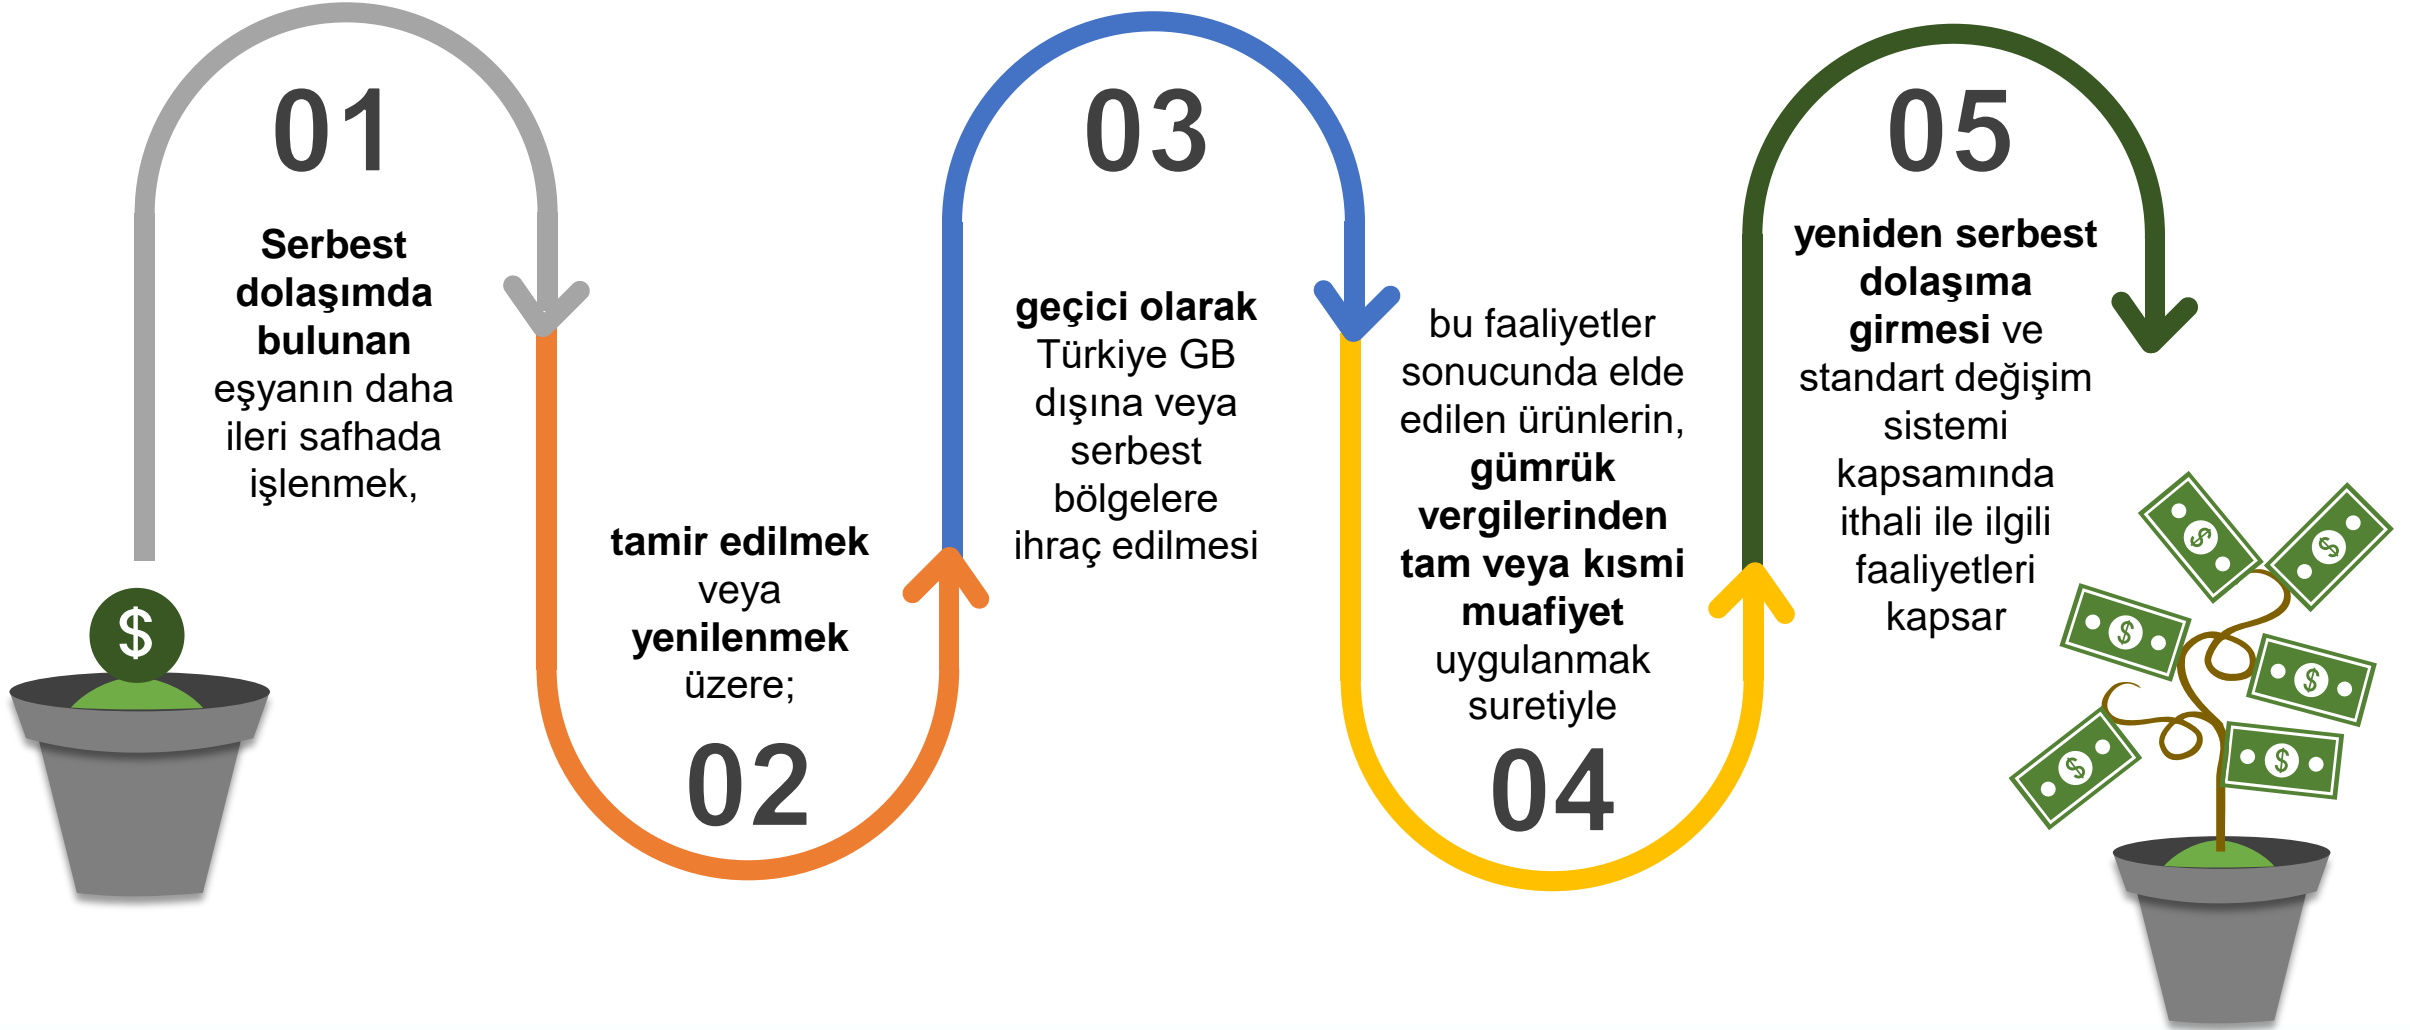 01
Serbest
dolaşımda
bulunan
eşyanın daha
ileri safhada
işlenmek,
tamir edilmek
veya
yenilenmek
üzere;
02
03
geçici olarak
Türkiye GB
dışına veya
serbest
bölgelere
ihraç edilmesi
bu faaliyetler
sonucunda elde
edilen ürünlerin,
gümrük
vergilerinden
tam veya kısmi
muafiyet
uygulanmak
suretiyle
04
05
yeniden serbest
dolaşıma
girmesi ve
standart değişim
sistemi
kapsamında
ithali ile ilgili
faaliyetleri
kapsar
$
$
$
$
$
$
$